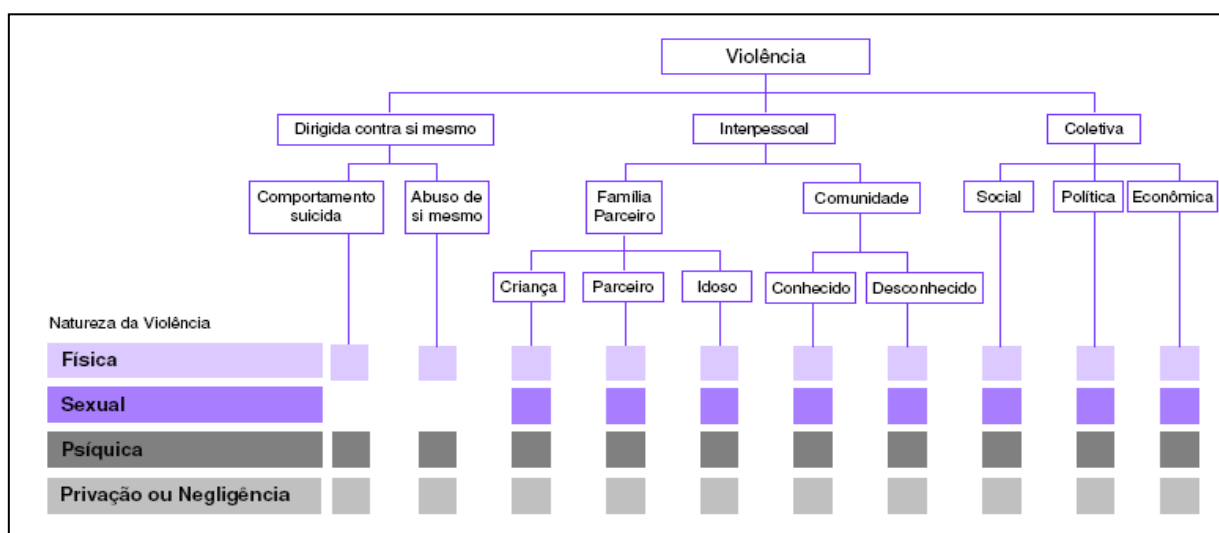 Violência
Dirigida contra si mesmo
Interpessoal
Coletiva
Comportamento
suicida
Abuso de
si mesmo
Família
Parceiro
Comunidade
Social
Política
Econômica
Criança
Parceiro
Idoso
Conhecido
Desconhecido
Natureza da Violência
Física
Sexual
Psíquica
Privação ou Negligência